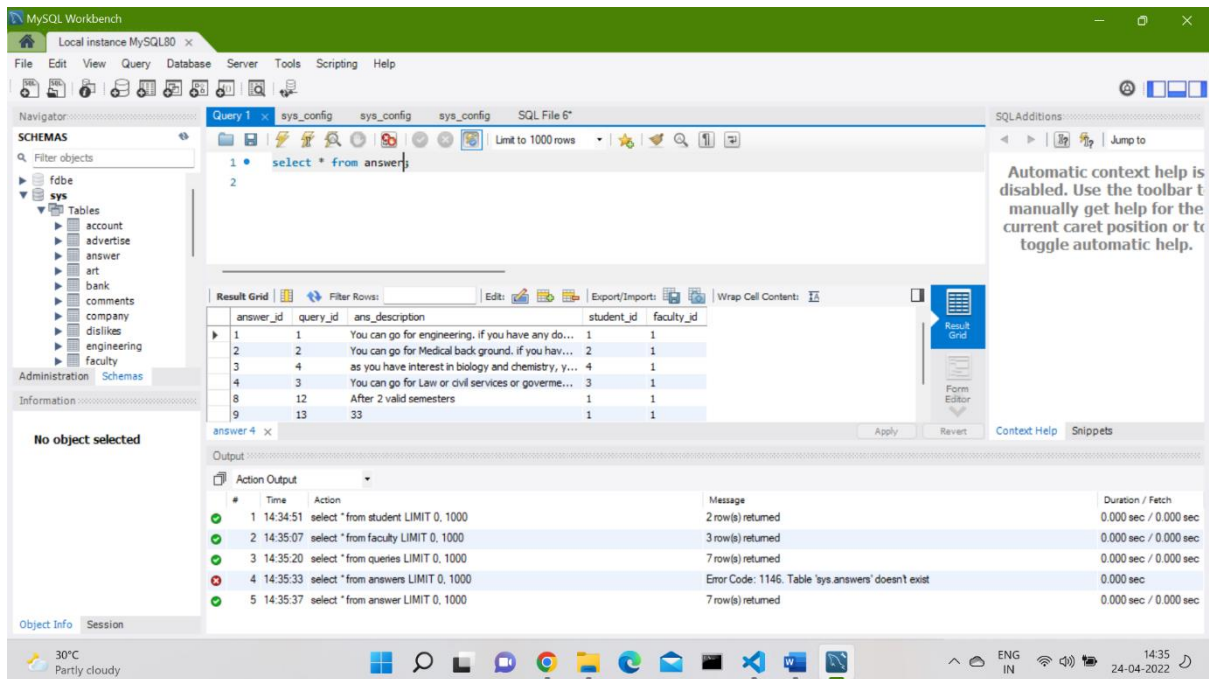 MySQL Workbench
Local instance MySQL80
File Edit View Query Database Server Tools Scripting Help
Navigator
SCHEMAS
Filter objects
fdbe
sys
Tables
account
advertise
answer
art
bank
comments
company
dislikes
engineering
faculty
Administration Schemas
Information
No object selected
Object Info Session
Query 1 sys_config sys_config sys_config SQL File 6*
Limit to 1000 rows
1 select * from answer;
2
Result Grid Filter Rows: Edit: Export/Import: Wrap Cell Content:
answer_id query_id ans_description student_id faculty_id
1 1 You can go for engineering. if you have any do... 1 1
2 2 You can go for Medical back ground. if you hav... 2 1
3 4 as you have interest in biology and chemistry, y... 4 1
4 3 You can go for Law or civil services or goverme... 3 1
8 12 After 2 valid semesters 1 1
9 13 33 1 1
Result Grid
Form Editor
answer 4 Apply Revert
SQLAdditions
Jump to
Automatic context help is
disabled. Use the toolbar t
manually get help for the
current caret position or to
toggle automatic help.
Context Help Snippets
Output
Action Output
# Time Action Message Duration / Fetch
1 14:34:51 select * from student LIMIT 0, 1000 2 row(s) returned 0.000 sec / 0.000 sec
2 14:35:07 select * from faculty LIMIT 0, 1000 3 row(s) returned 0.000 sec / 0.000 sec
3 14:35:20 select * from queries LIMIT 0, 1000 7 row(s) returned 0.000 sec / 0.000 sec
4 14:35:33 select * from answers LIMIT 0, 1000 Error Code: 1146. Table 'sys.answers' doesn't exist 0.000 sec
5 14:35:37 select * from answer LIMIT 0, 1000 7 row(s) returned 0.000 sec / 0.000 sec
30°C
Partly cloudy
ENG
IN
14:35
24-04-2022